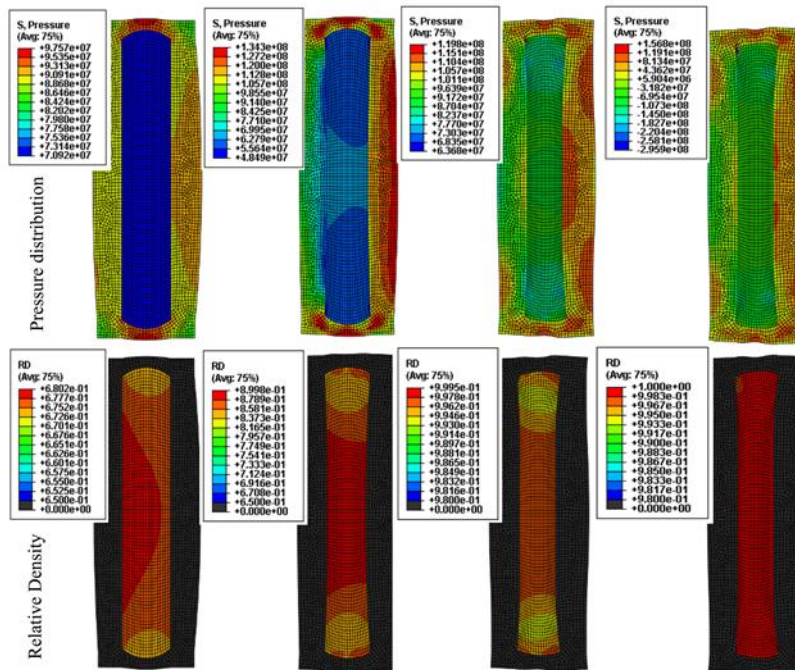 S, Pressure
(Avg: 75%)
+9.757e+07
+9.535e+07
+9.313e+07
+9.091e+07
+8.868e+07
+8.646e+07
+8.424e+07
+8.202e+07
+7.980e+07
+7.758e+07
+7.536e+07
+7.314e+07
+7.092e+07
S, Pressure
(Avg: 75%)
+1.343e+08
+1.272e+08
+1.200e+08
+1.128e+08
+1.057e+08
+9.855e+07
+9.140e+07
+8.425e+07
+7.710e+07
+6.995e+07
+6.279e+07
+5.564e+07
+4.849e+07
S, Pressure
(Avg: 75%)
+1.198e+08
+1.151e+08
+1.104e+08
+1.057e+08
+1.011e+08
+9.639e+07
+9.172e+07
+8.704e+07
+8.237e+07
+7.770e+07
+7.303e+07
+6.835e+07
+6.368e+07
S, Pressure
(Avg: 75%)
+1.568e+08
+1.191e+08
+8.134e+07
+4.362e+07
+5.904e+06
-3.182e+07
-6.954e+07
-1.073e+08
-1.450e+08
-1.827e+08
-2.204e+08
-2.581e+08
-2.959e+08
Pressure distribution
RD
(Avg: 75%)
+6.802e-01
+6.777e-01
+6.752e-01
+6.726e-01
+6.701e-01
+6.676e-01
+6.651e-01
+6.626e-01
+6.601e-01
+6.575e-01
+6.550e-01
+6.525e-01
+6.500e-01
+0.000e+00
RD
(Avg: 75%)
+8.998e-01
+8.789e-01
+8.581e-01
+8.373e-01
+8.165e-01
+7.957e-01
+7.749e-01
+7.541e-01
+7.333e-01
+7.124e-01
+6.916e-01
+6.708e-01
+6.500e-01
+0.000e+00
RD
(Avg: 75%)
+9.995e-01
+9.978e-01
+9.962e-01
+9.946e-01
+9.930e-01
+9.914e-01
+9.897e-01
+9.881e-01
+9.865e-01
+9.849e-01
+9.832e-01
+9.816e-01
+9.800e-01
+0.000e+00
RD
(Avg: 75%)
+1.000e+00
+9.983e-01
+9.967e-01
+9.950e-01
+9.933e-01
+9.917e-01
+9.900e-01
+9.883e-01
+9.867e-01
+9.850e-01
+9.833e-01
+9.817e-01
+9.800e-01
+0.000e+00
Relative Density